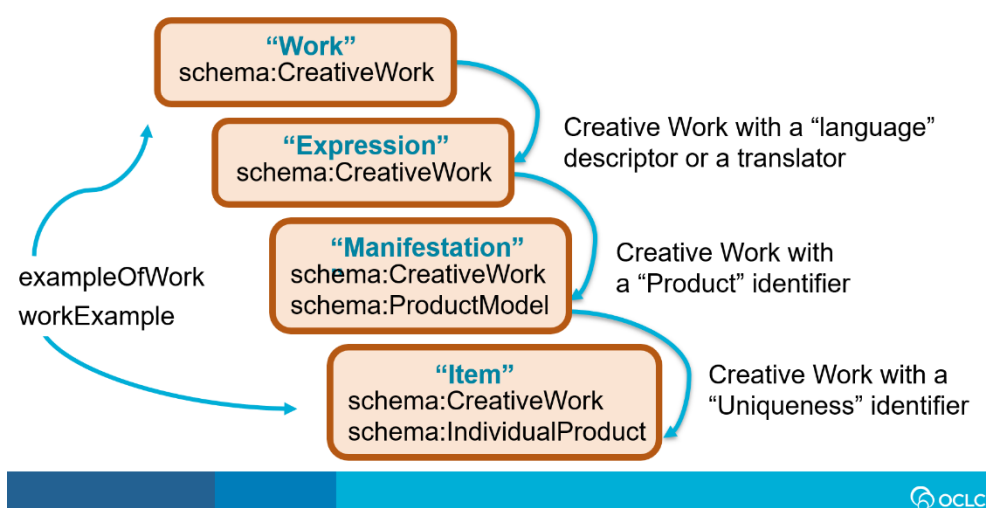 “Work”
schema:CreativeWork
“Expression”
schema:CreativeWork
Creative Work with a “language”
descriptor or a translator
“Manifestation”
”
schema:CreativeWork
schema:ProductModel
Creative Work with
a “Product” identifier
exampleOfWork
workExample
“Item”
schema:CreativeWork
schema:IndividualProduct
Creative Work with a
“Uniqueness” identifier
OCLC